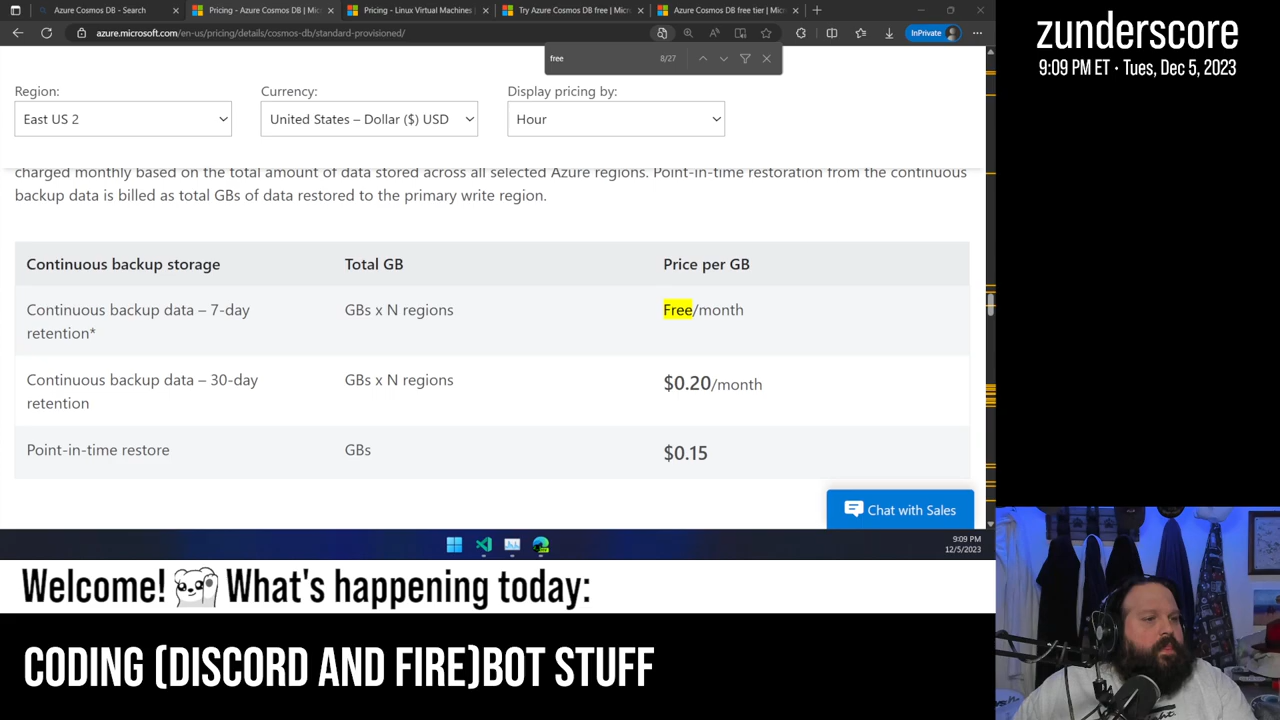 Azure Cosmos DB - Search
Pricing - Azure Cosmos DB | Mic
Pricing - Linux Virtual Machines
Try Azure Cosmos DB free | Micro
Azure Cosmos DB free tier | Micro
azure.microsoft.com/en-us/pricing/details/cosmos-db/standard-provisioned/
InPrivate
free
8/27
Region:
Currency:
Display pricing by:
East US 2
United States – Dollar ($) USD
Hour
charged monthly based on the total amount of data stored across all selected Azure regions. Point-in-time restoration from the continuous
backup data is billed as total GBs of data restored to the primary write region.
Continuous backup storage
Total GB
Price per GB
Continuous backup data – 7-day
retention*
GBs x N regions
Free/month
Continuous backup data – 30-day
retention
GBs x N regions
$0.20/month
Point-in-time restore
GBs
$0.15
Chat with Sales
9:09 PM
12/5/2023
zunderscore
9:09 PM ET • Tues, Dec 5, 2023
Welcome! What's happening today:
CODING (DISCORD AND FIRE)BOT STUFF